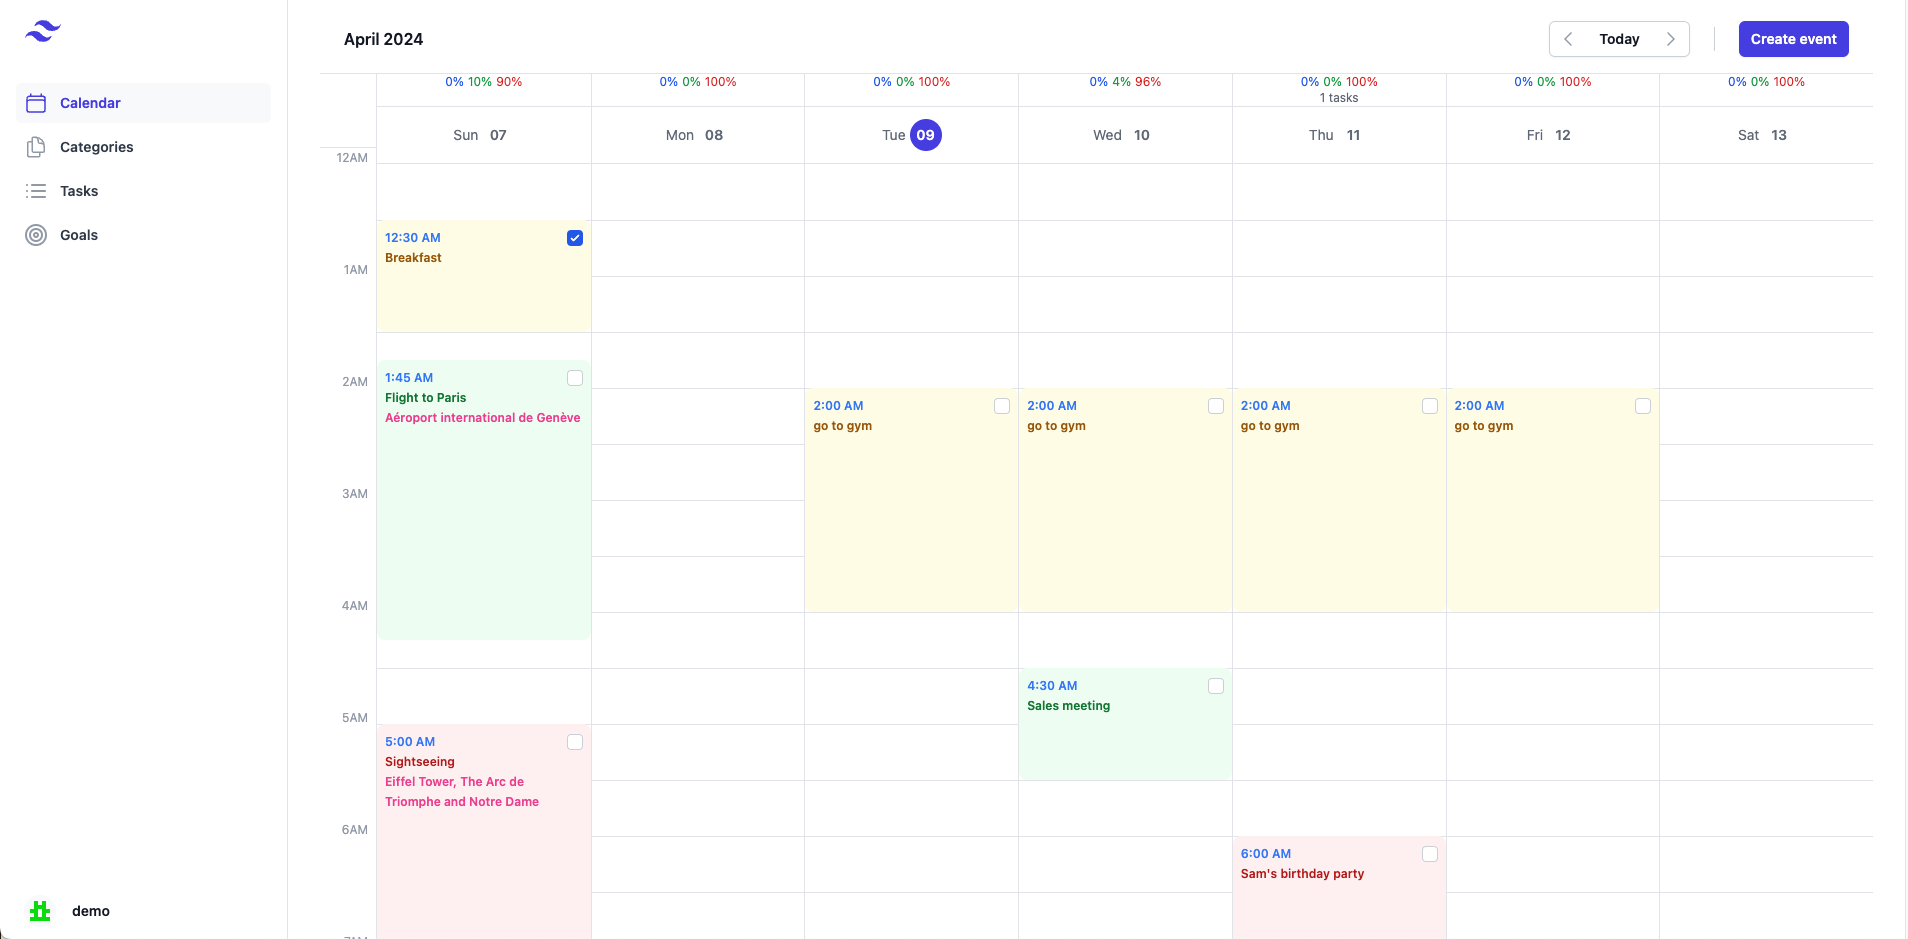 April 2024
Today
Create event
Calendar
Categories
Tasks
Goals
demo
0% 10% 90%
0% 0% 100%
0% 0% 100%
0% 4% 96%
0% 0% 100%
1 tasks
0% 0% 100%
0% 0% 100%
Sun 07
Mon 08
Tue 09
Wed 10
Thu 11
Fri 12
Sat 13
12AM
1AM
2AM
3AM
4AM
5AM
6AM
12:30 AM
Breakfast
1:45 AM
Flight to Paris
Aéroport international de Genève
5:00 AM
Sightseeing
Eiffel Tower, The Arc de
Triomphe and Notre Dame
2:00 AM
go to gym
2:00 AM
go to gym
4:30 AM
Sales meeting
2:00 AM
go to gym
6:00 AM
Sam's birthday party
2:00 AM
go to gym